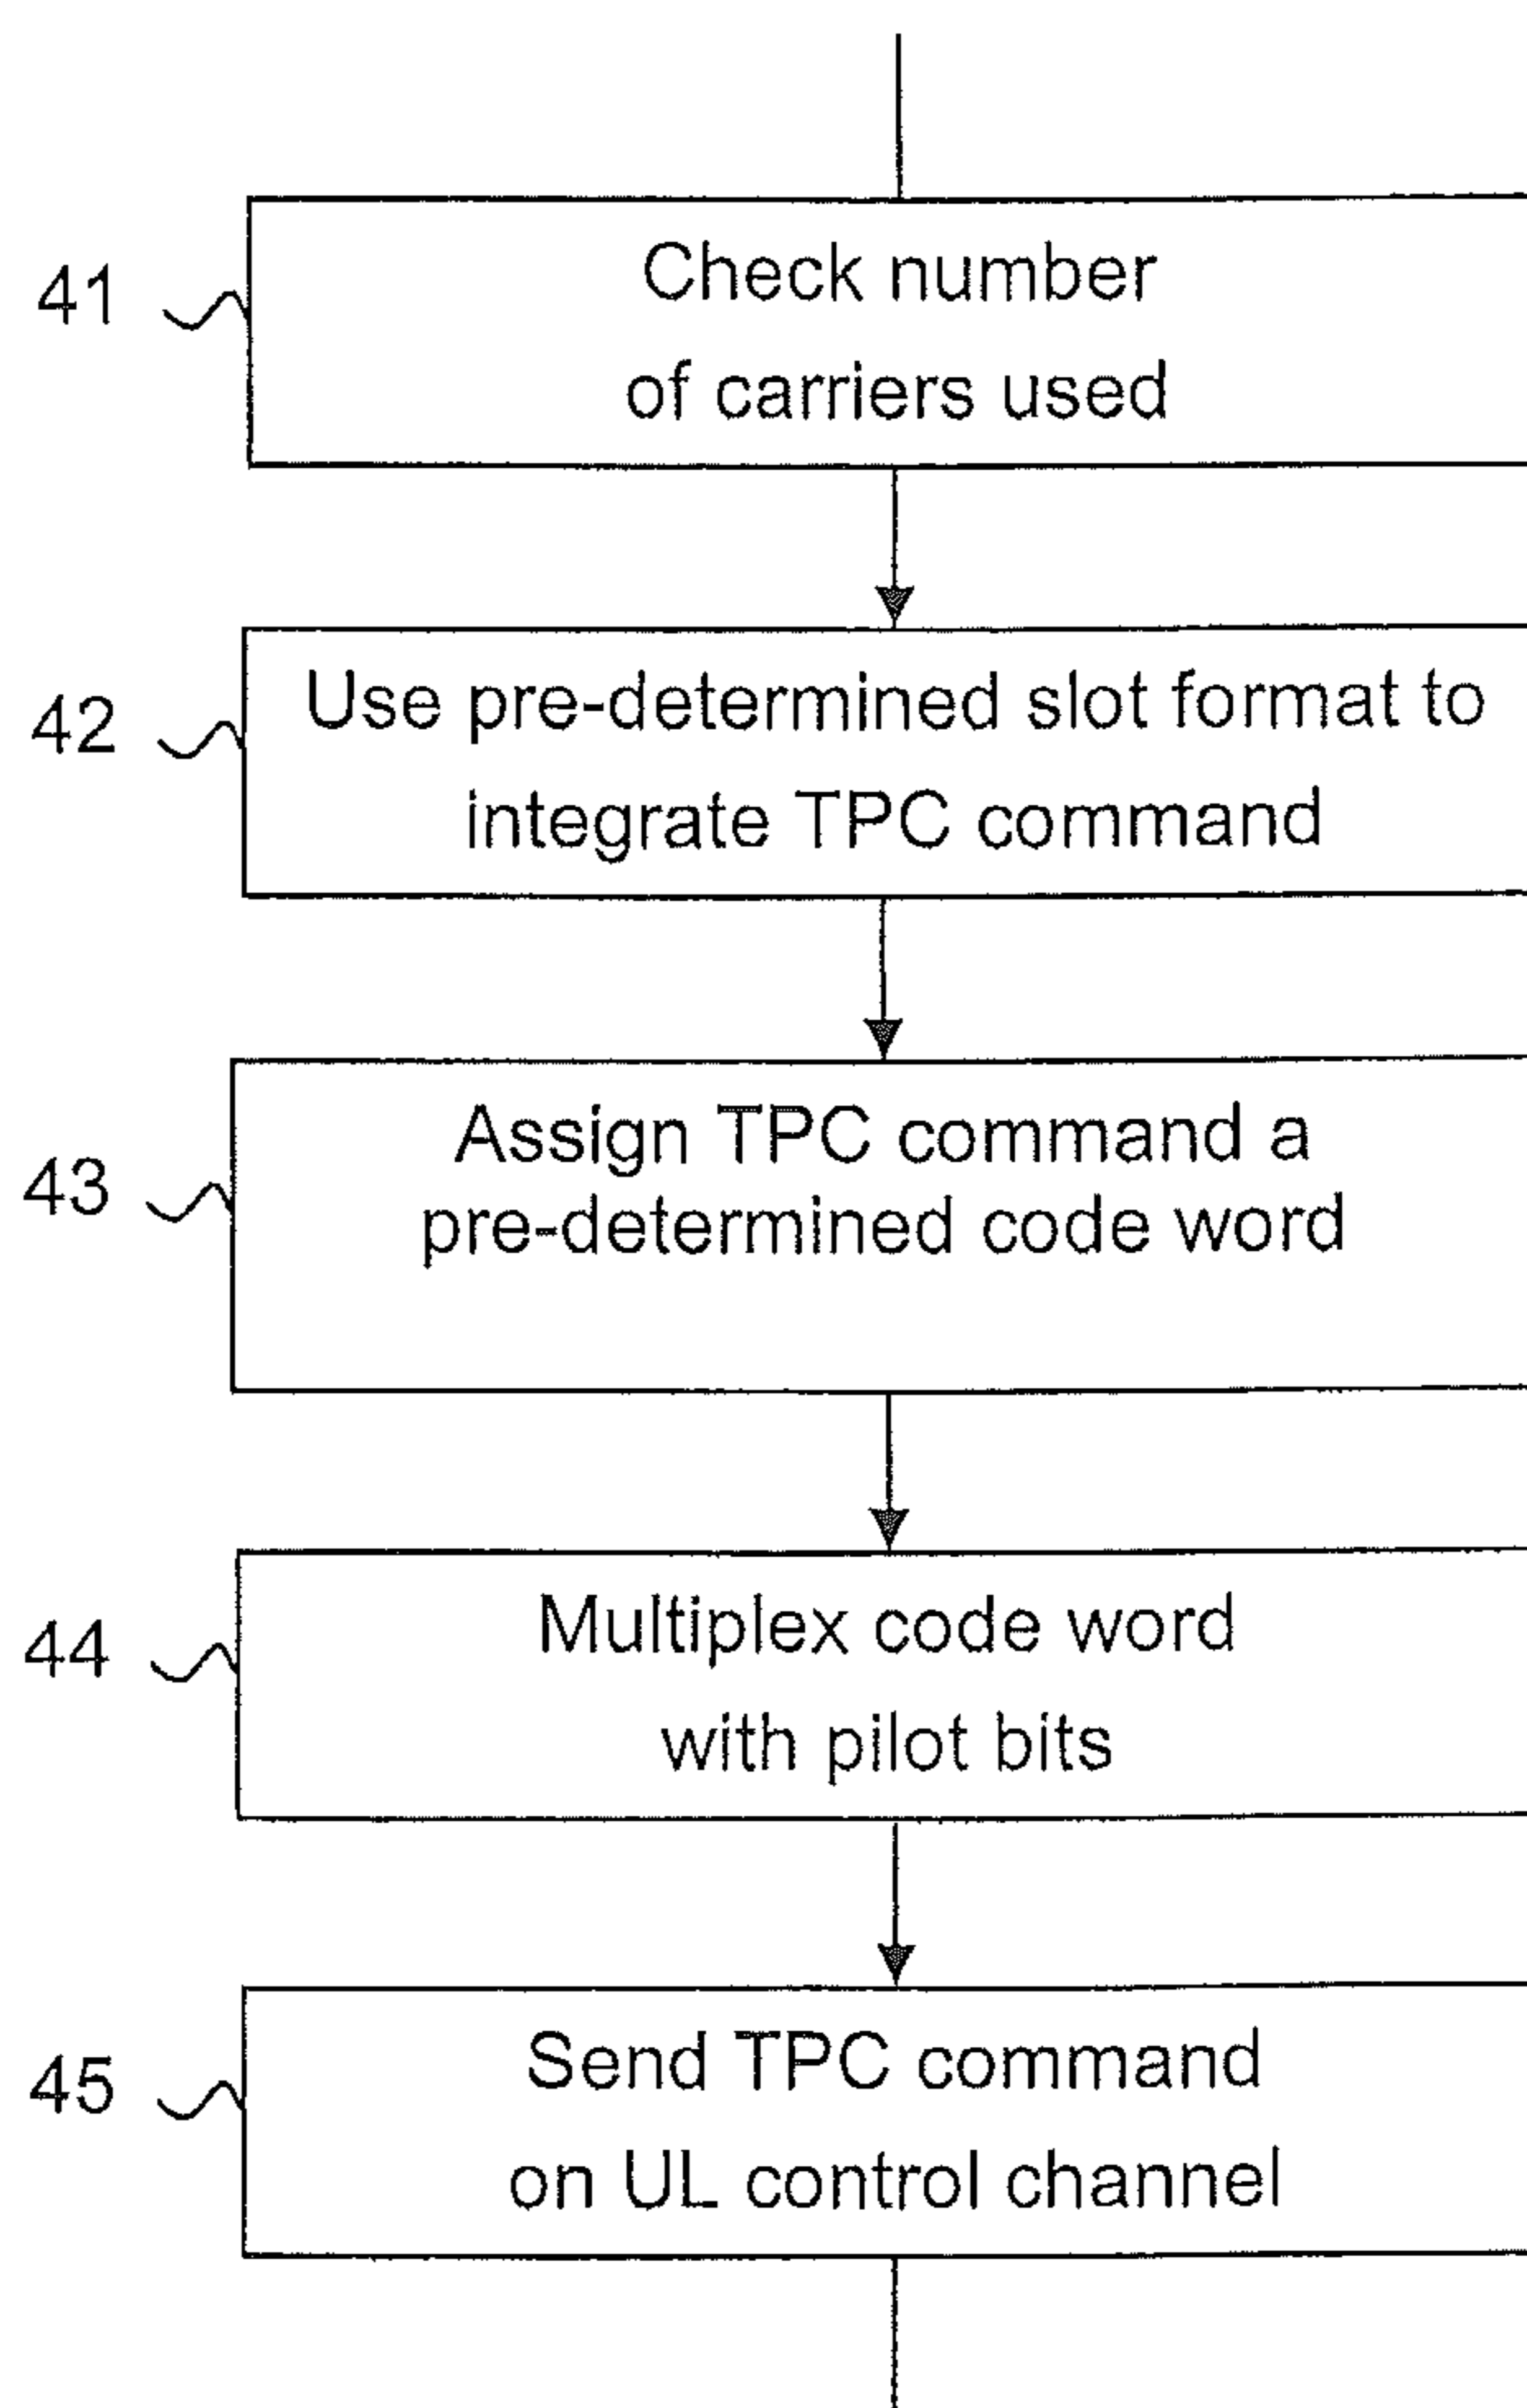 41
Check number
of carriers used
42
Use pre-determined slot format to
integrate TPC command
43
Assign TPC command a
pre-determined code word
44
Multiplex code word
with pilot bits
45
Send TPC command
on UL control channel